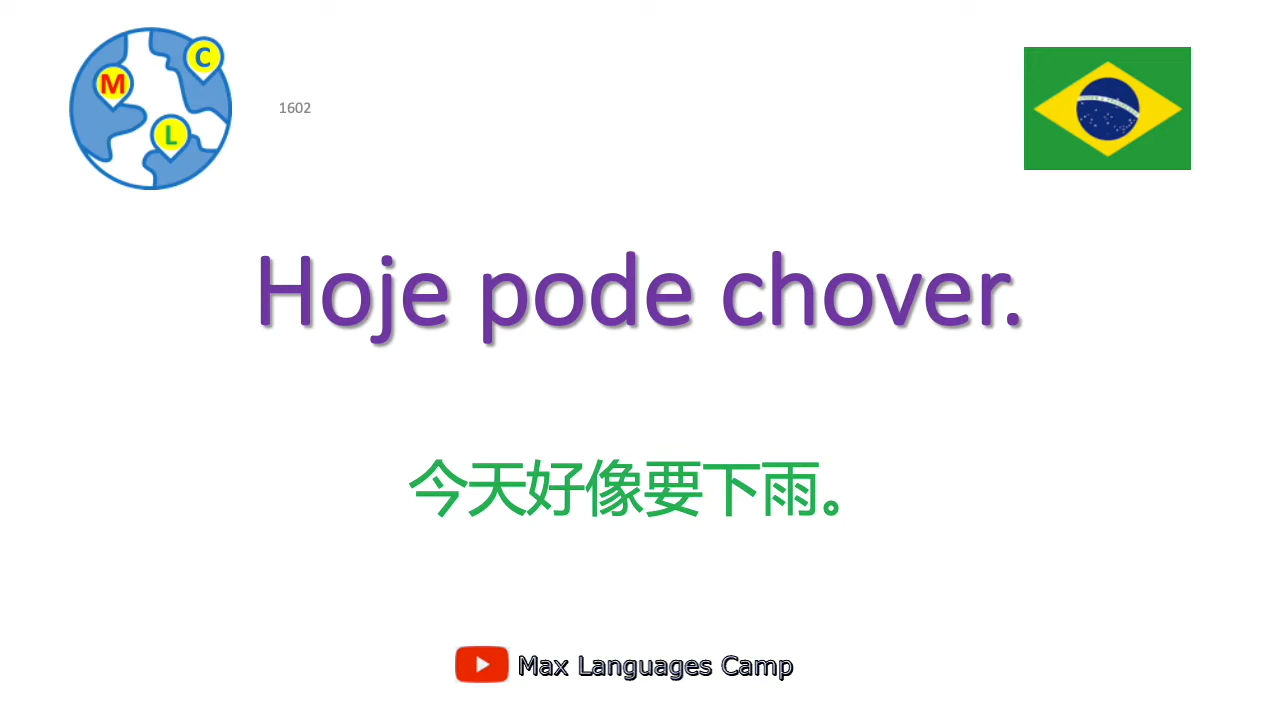 M
C
L
1602
Hoje pode chover.
今天好像要下雨。
Max Languages Camp